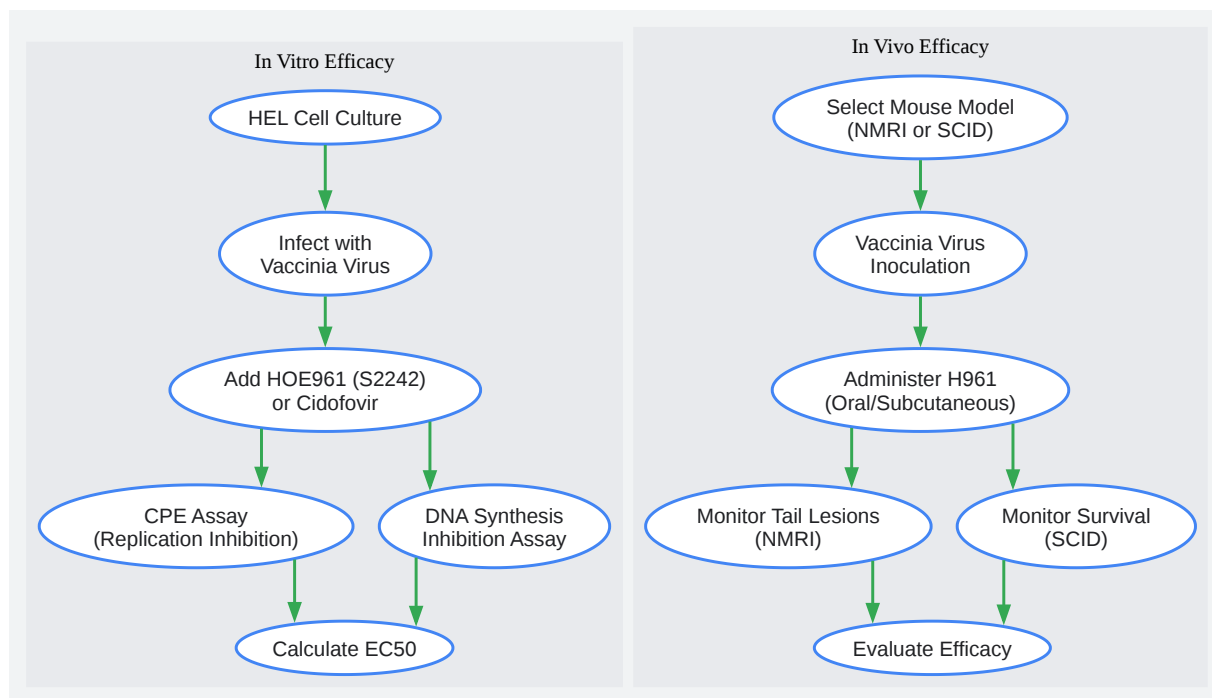 In Vitro Efficacy
HEL Cell Culture
Infect with
Vaccinia Virus
Add HOE961 (S2242)
or Cidofovir
CPE Assay
(Replication Inhibition)
DNA Synthesis
Inhibition Assay
Calculate EC50
In Vivo Efficacy
Select Mouse Model
(NMRI or SCID)
Vaccinia Virus
Inoculation
Administer H961
(Oral/Subcutaneous)
Monitor Tail Lesions
(NMRI)
Monitor Survival
(SCID)
Evaluate Efficacy